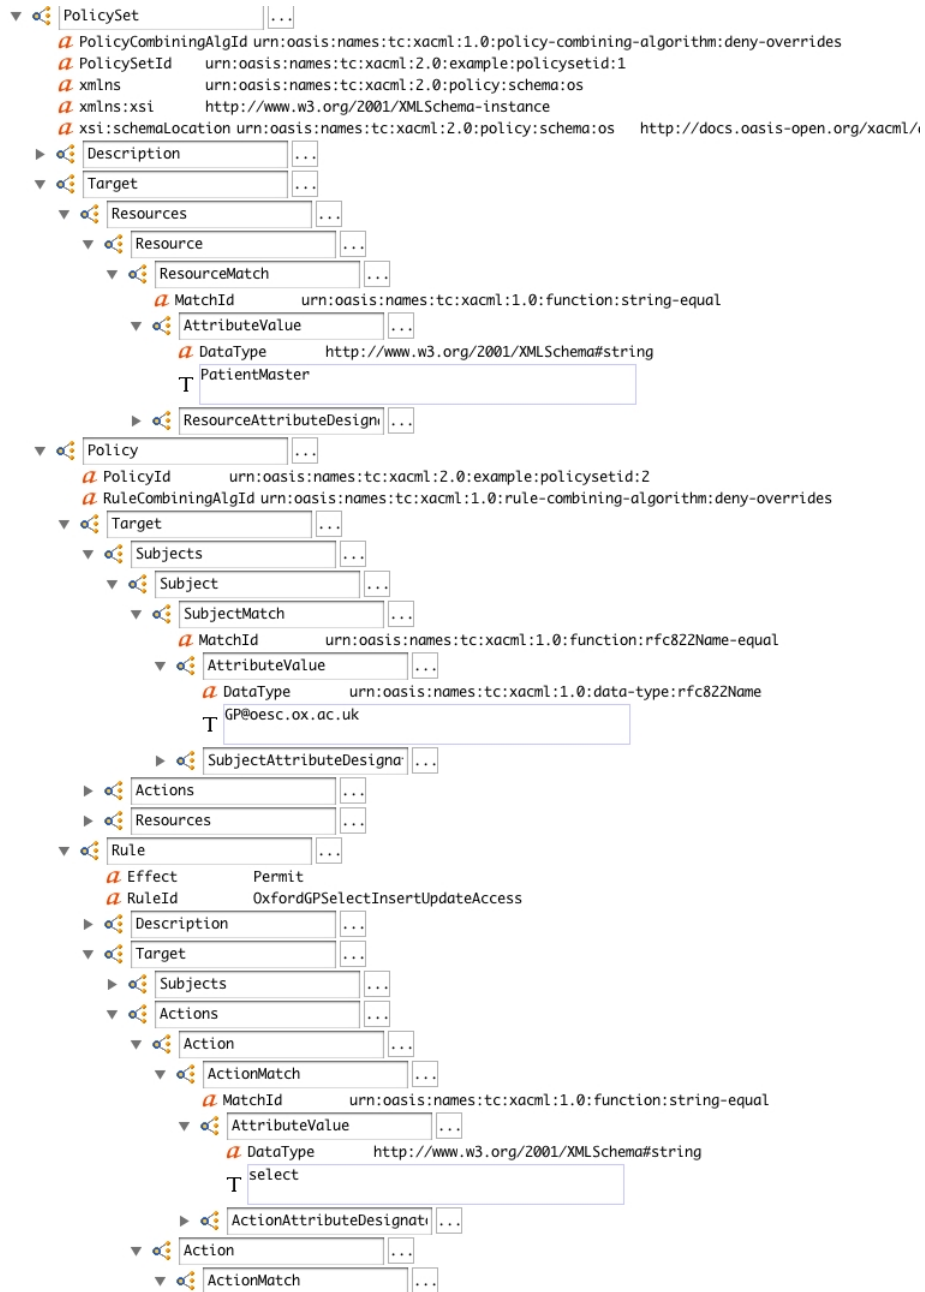 PolicySet ...
a PolicyCombiningAlgId urn:oasis:names:tc:xacml:1.0:policy-combining-algorithm:deny-overrides
a PolicySetId urn:oasis:names:tc:xacml:2.0:example:policysetid:1
a xmlns urn:oasis:names:tc:xacml:2.0:policy:schema:os
a xmlns:xsi http://www.w3.org/2001/XMLSchema-instance
a xsi:schemaLocation urn:oasis:names:tc:xacml:2.0:policy:schema:os http://docs.oasis-open.org/xacml/
Description ...
Target ...
Resources ...
Resource ...
ResourceMatch ...
a MatchId urn:oasis:names:tc:xacml:1.0:function:string-equal
AttributeValue ...
a DataType http://www.w3.org/2001/XMLSchema#string
T PatientMaster
ResourceAttributeDesign ...
Policy ...
a PolicyId urn:oasis:names:tc:xacml:2.0:example:policysetid:2
a RuleCombiningAlgId urn:oasis:names:tc:xacml:1.0:rule-combining-algorithm:deny-overrides
Target ...
Subjects ...
Subject ...
SubjectMatch ...
a MatchId urn:oasis:names:tc:xacml:1.0:function:rfc822Name-equal
AttributeValue ...
a DataType urn:oasis:names:tc:xacml:1.0:data-type:rfc822Name
T GP@oesc.ox.ac.uk
SubjectAttributeDesigna ...
Actions ...
Resources ...
Rule ...
a Effect Permit
a RuleId OxfordGPSelectInsertUpdateAccess
Description ...
Target ...
Subjects ...
Actions ...
Action ...
ActionMatch ...
a MatchId urn:oasis:names:tc:xacml:1.0:function:string-equal
AttributeValue ...
a DataType http://www.w3.org/2001/XMLSchema#string
T select
ActionAttributeDesignat ...
Action ...
ActionMatch ...